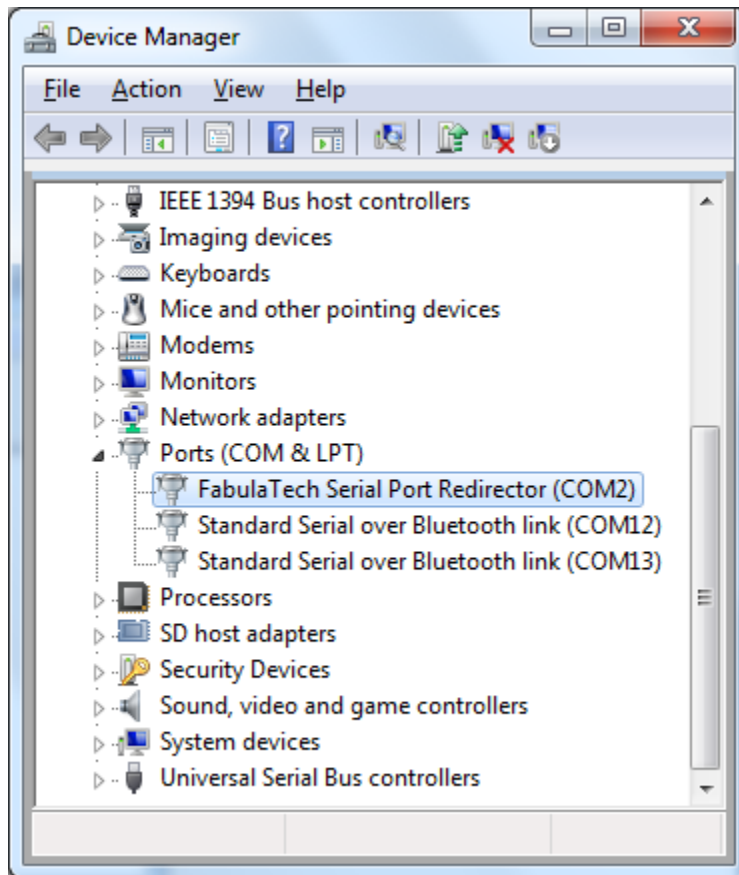 Device Manager
File Action View Help
IEEE 1394 Bus host controllers
Imaging devices
Keyboards
Mice and other pointing devices
Modems
Monitors
Network adapters
Ports (COM & LPT)
FabulaTech Serial Port Redirector (COM2)
Standard Serial over Bluetooth link (COM12)
Standard Serial over Bluetooth link (COM13)
Processors
SD host adapters
Security Devices
Sound, video and game controllers
System devices
Universal Serial Bus controllers